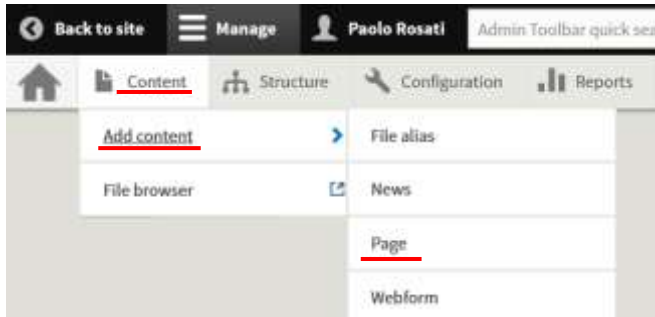 Back to site Manage Paolo Rosati Admin Toolbar quick sea
Content Structure Configuration Reports
Add content File alias
File browser News
Page
Webform